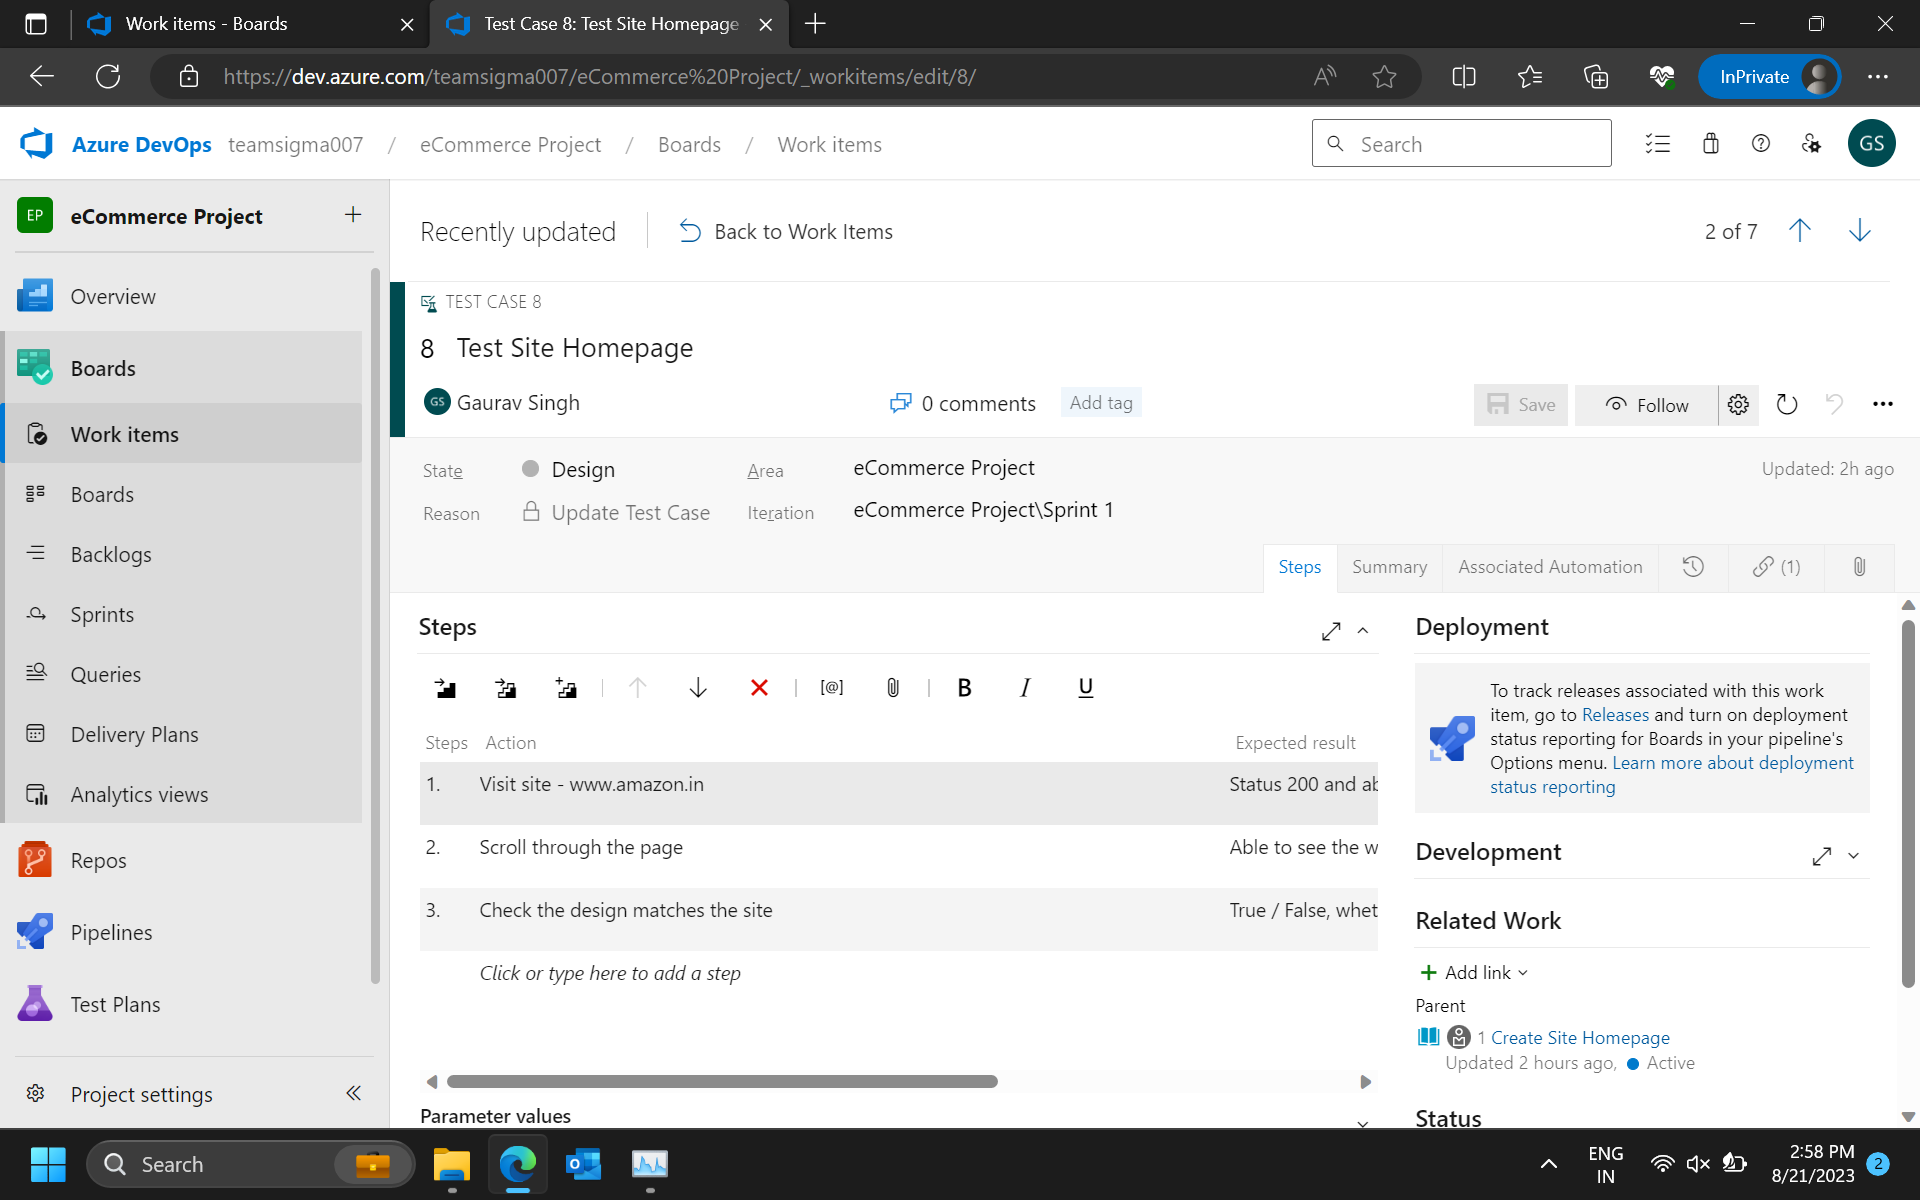 Work items - Boards
Test Case 8: Test Site Homepage
https://dev.azure.com/teamsigma007/eCommerce%20Project/_workitems/edit/8/
A))
InPrivate
Azure DevOps teamsigma007 / eCommerce Project / Boards / Work items
Search
GS
EP eCommerce Project
Overview
Boards
Work items
Boards
Backlogs
Sprints
Queries
Delivery Plans
Analytics views
Repos
Pipelines
Test Plans
Project settings
Recently updated
Back to Work Items
2 of 7
TEST CASE 8
8 Test Site Homepage
GS Gaurav Singh
0 comments
Add tag
Save
Follow
State Design
Area eCommerce Project
Updated: 2h ago
Reason Update Test Case
Iteration eCommerce Project\Sprint 1
Steps Summary Associated Automation (1)
Steps
[@] B I U
Steps Action Expected result
1. Visit site - www.amazon.in Status 200 and ab
2. Scroll through the page Able to see the w
3. Check the design matches the site True / False, whet
Click or type here to add a step
Parameter values
Deployment
To track releases associated with this work
item, go to Releases and turn on deployment
status reporting for Boards in your pipeline's
Options menu. Learn more about deployment
status reporting
Development
Related Work
+ Add link
Parent
1 Create Site Homepage
Updated 2 hours ago, Active
Status
Search
ENG
IN
2:58 PM
8/21/2023
2